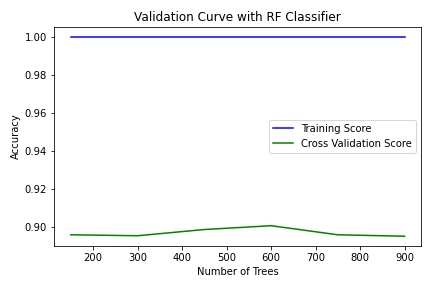 Validation Curve with RF Classifier
1.00
0.98
0.96
0.94
0.92
0.90
Accuracy
Training Score
Cross Validation Score
200 300 400 500 600 700 800 900
Number of Trees